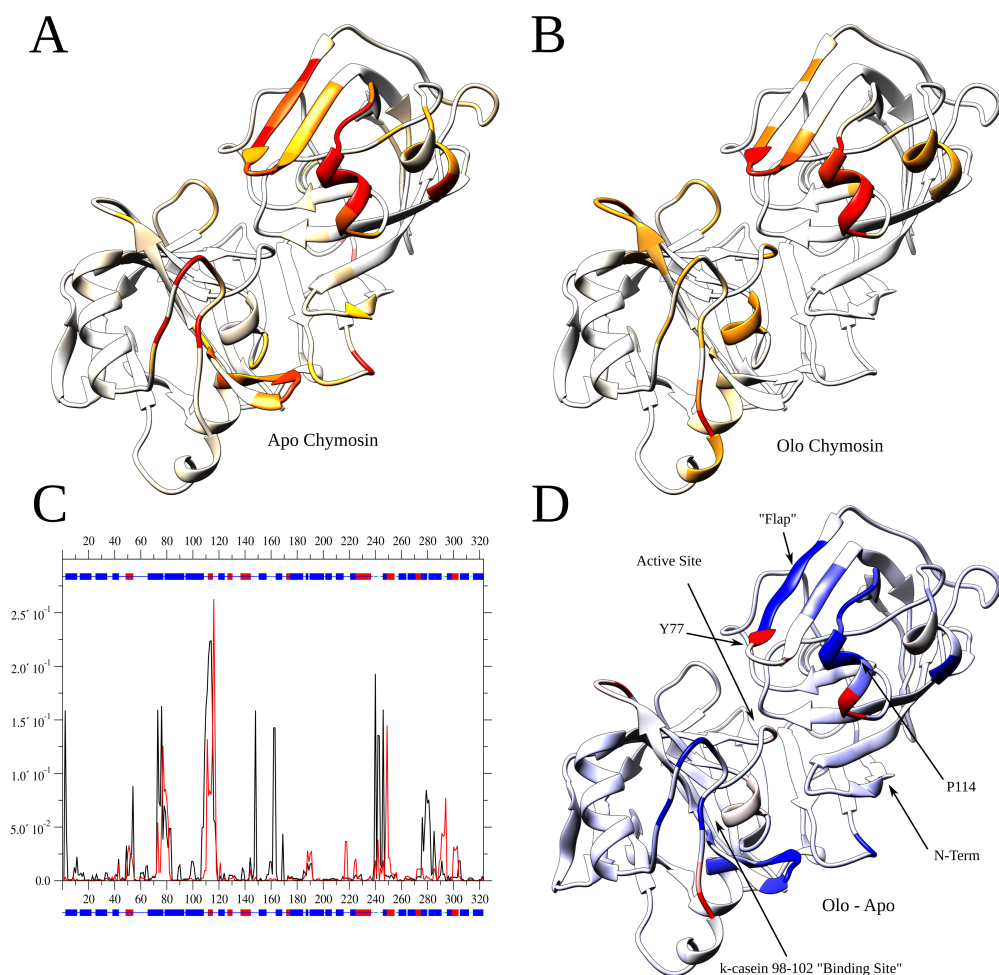 A
B
Apo Chymosin
Olo Chymosin
C
20 40 60 80 100 120 140 160 180 200 220 240 260 280 300 320
2.5´ 10⁻¹
2.0´ 10⁻¹
1.5´ 10⁻¹
1.0´ 10⁻¹
5.0´ 10⁻²
0.0
20 40 60 80 100 120 140 160 180 200 220 240 260 280 300 320
D
"Flap"
Active Site
Y77
P114
N-Term
Olo - Apo
k-casein 98-102 "Binding Site"